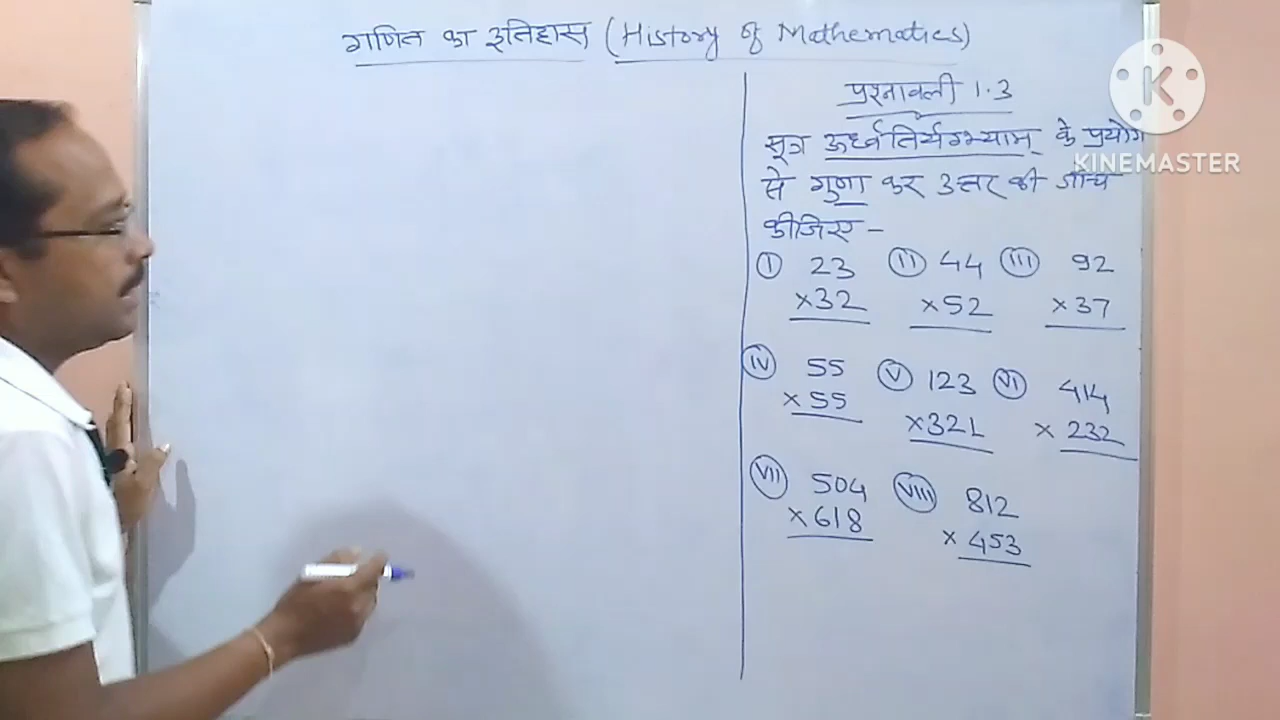 गणित का इतिहास (History of Mathematics)
प्रश्नावली 1.3
सूत्र ऊर्ध्वतिर्यग्भ्याम् के प्रयोग
से गुणा कर उत्तर की जाँच
कीजिए -
(I) 23 (II) 44 (III) 92
×32 ×52 ×37
(IV) 55 (V) 123 (VI) 414
×55 ×321 ×232
(VII) 504 (VIII) 812
×618 ×453
K
KINEMASTER